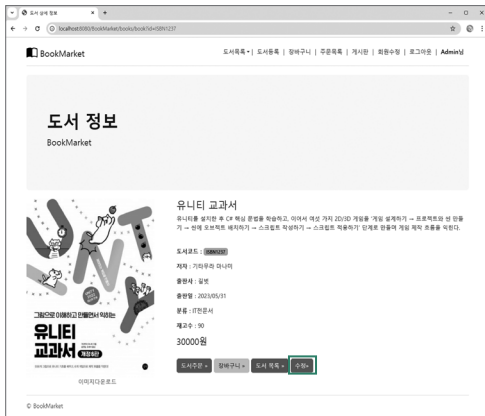 도서 상세 정보
localhost:8080/BookMarket/books/book?id=ISBN1237
BookMarket
도서목록 | 도서등록 | 장바구니 | 주문목록 | 게시판 | 회원수정 | 로그아웃 | Admin님
도서 정보
BookMarket
유니티 교과서
유니티를 설치한 후 C# 핵심 문법을 학습하고, 이어서 여섯 가지 2D/3D 게임을 '게임 설계하기 → 프로젝트와 씬 만들
기 → 씬에 오브젝트 배치하기 → 스크립트 작성하기 → 스크립트 적용하기' 단계로 만들며 게임 제작 흐름을 익힌다.
도서코드 : ISBN1237
저자 : 기타무라 마나미
출판사 : 길벗
출판일 : 2023/05/31
분류 : IT전문서
재고수 : 90
30000원
도서주문 » 장바구니 » 도서 목록 » 수정»
UNITY
그림으로 이해하고 만들면서 익히는
유니티
교과서 개정6판
이미지다운로드
© BookMarket